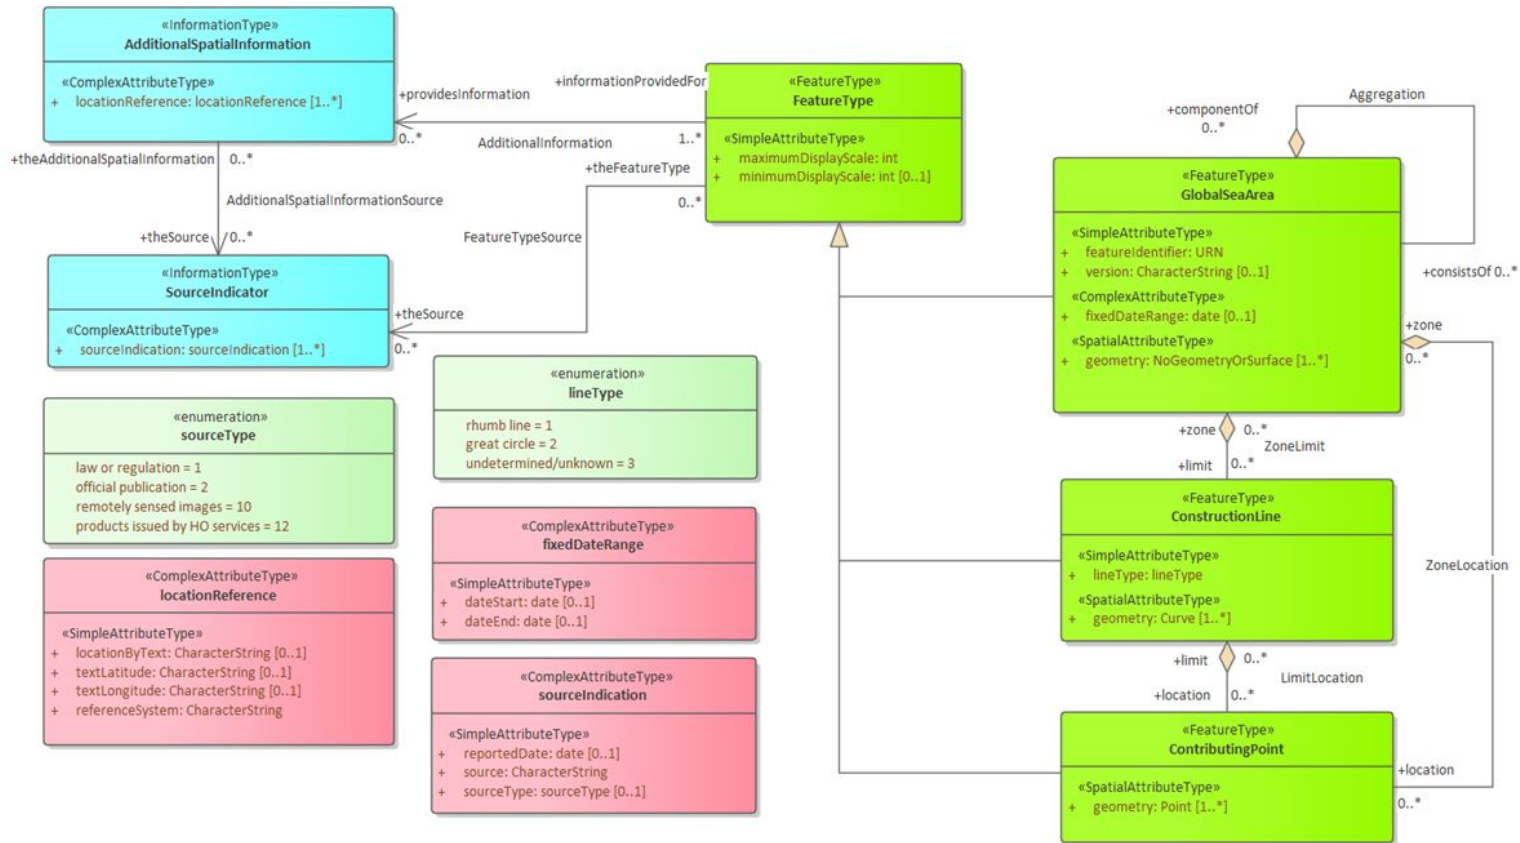 «InformationType»
AdditionalSpatialInformation
«ComplexAttributeType»
+ locationReference: locationReference [1..*]
+providesInformation
0..*
AdditionalInformation
+informationProvidedFor
1..*
«FeatureType»
FeatureType
«SimpleAttributeType»
+ maximumDisplayScale: int
+ minimumDisplayScale: int [0..1]
+theAdditionalSpatialInformation
0..*
AdditionalSpatialInformationSource
+theSource
0..*
+theFeatureType
0..*
FeatureTypeSource
+theSource
0..*
«InformationType»
SourceIndicator
«ComplexAttributeType»
+ sourceIndication: sourceIndication [1..*]
«enumeration»
sourceType
law or regulation = 1
official publication = 2
remotely sensed images = 10
products issued by HO services = 12
«enumeration»
lineType
rhumb line = 1
great circle = 2
undetermined/unknown = 3
«ComplexAttributeType»
locationReference
«SimpleAttributeType»
+ locationByText: CharacterString [0..1]
+ textLatitude: CharacterString [0..1]
+ textLongitude: CharacterString [0..1]
+ referenceSystem: CharacterString
«ComplexAttributeType»
fixedDateRange
«SimpleAttributeType»
+ dateStart: date [0..1]
+ dateEnd: date [0..1]
«ComplexAttributeType»
sourceIndication
«SimpleAttributeType»
+ reportedDate: date [0..1]
+ source: CharacterString
+ sourceType: sourceType [0..1]
+componentOf
0..*
Aggregation
«FeatureType»
GlobalSeaArea
«SimpleAttributeType»
+ featureIdentifier: URN
+ version: CharacterString [0..1]
«ComplexAttributeType»
+ fixedDateRange: date [0..1]
«SpatialAttributeType»
+ geometry: NoGeometryOrSurface [1..*]
+consistsOf 0..*
+zone
0..*
+zone 0..*
ZoneLimit
+limit 0..*
«FeatureType»
ConstructionLine
«SimpleAttributeType»
+ lineType: lineType
«SpatialAttributeType»
+ geometry: Curve [1..*]
ZoneLocation
+limit 0..*
LimitLocation
+location 0..*
«FeatureType»
ContributingPoint
«SpatialAttributeType»
+ geometry: Point [1..*]
+location
0..*